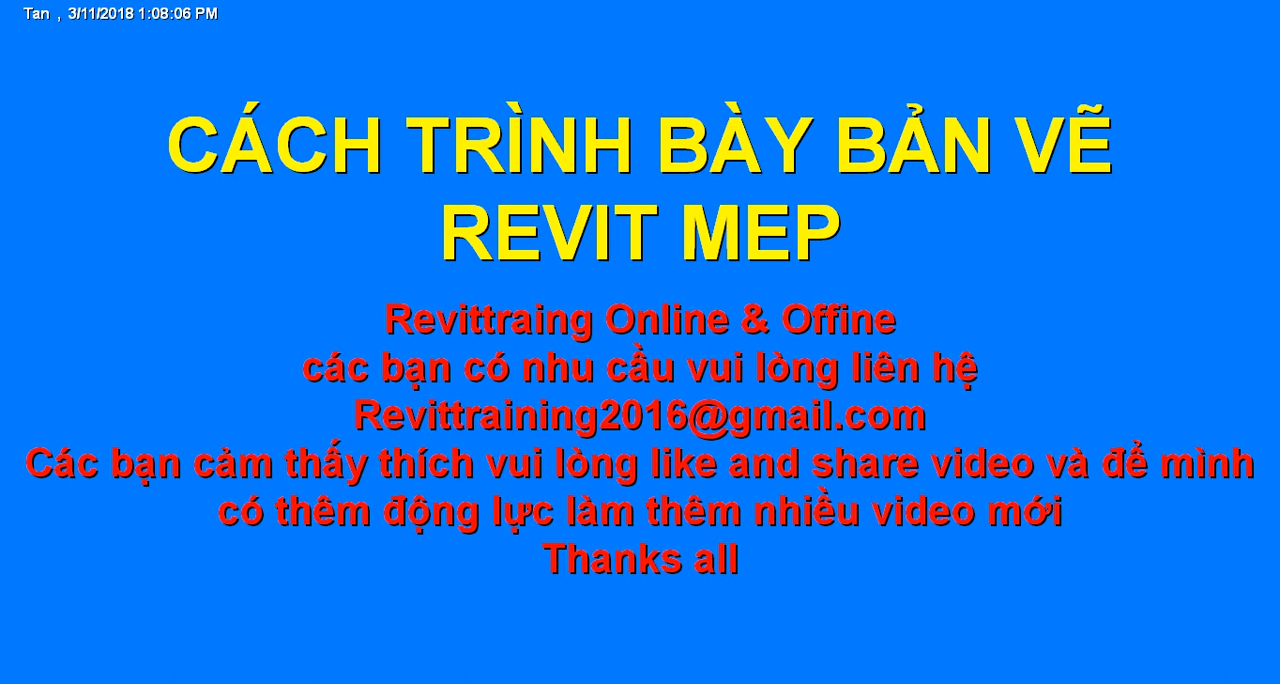 Tan , 3/11/2018 1:08:06 PM
CÁCH TRÌNH BÀY BẢN VẼ
REVIT MEP
Revittraing Online & Offine
các bạn có nhu cầu vui lòng liên hệ
Revittraining2016@gmail.com
Các bạn cảm thấy thích vui lòng like and share video và để mình
có thêm động lực làm thêm nhiều video mới
Thanks all